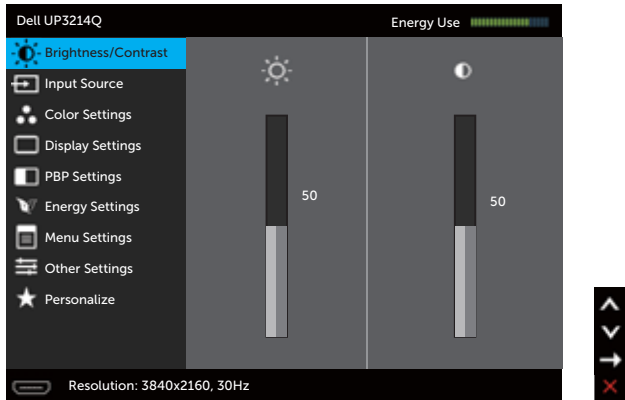 Dell UP3214Q
Energy Use
Brightness/Contrast
Input Source
Color Settings
Display Settings
PBP Settings
Energy Settings
Menu Settings
Other Settings
Personalize
50
50
Resolution: 3840x2160, 30Hz